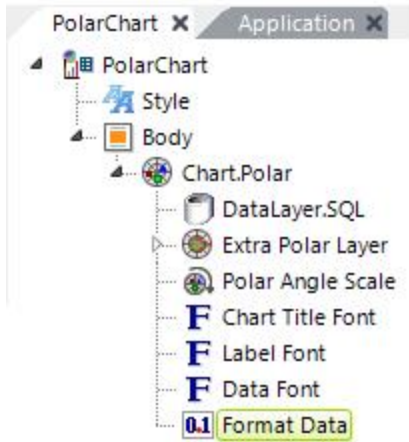 PolarChart Application
PolarChart
Style
Body
Chart.Polar
DataLayer.SQL
Extra Polar Layer
Polar Angle Scale
F Chart Title Font
F Label Font
F Data Font
0.1 Format Data